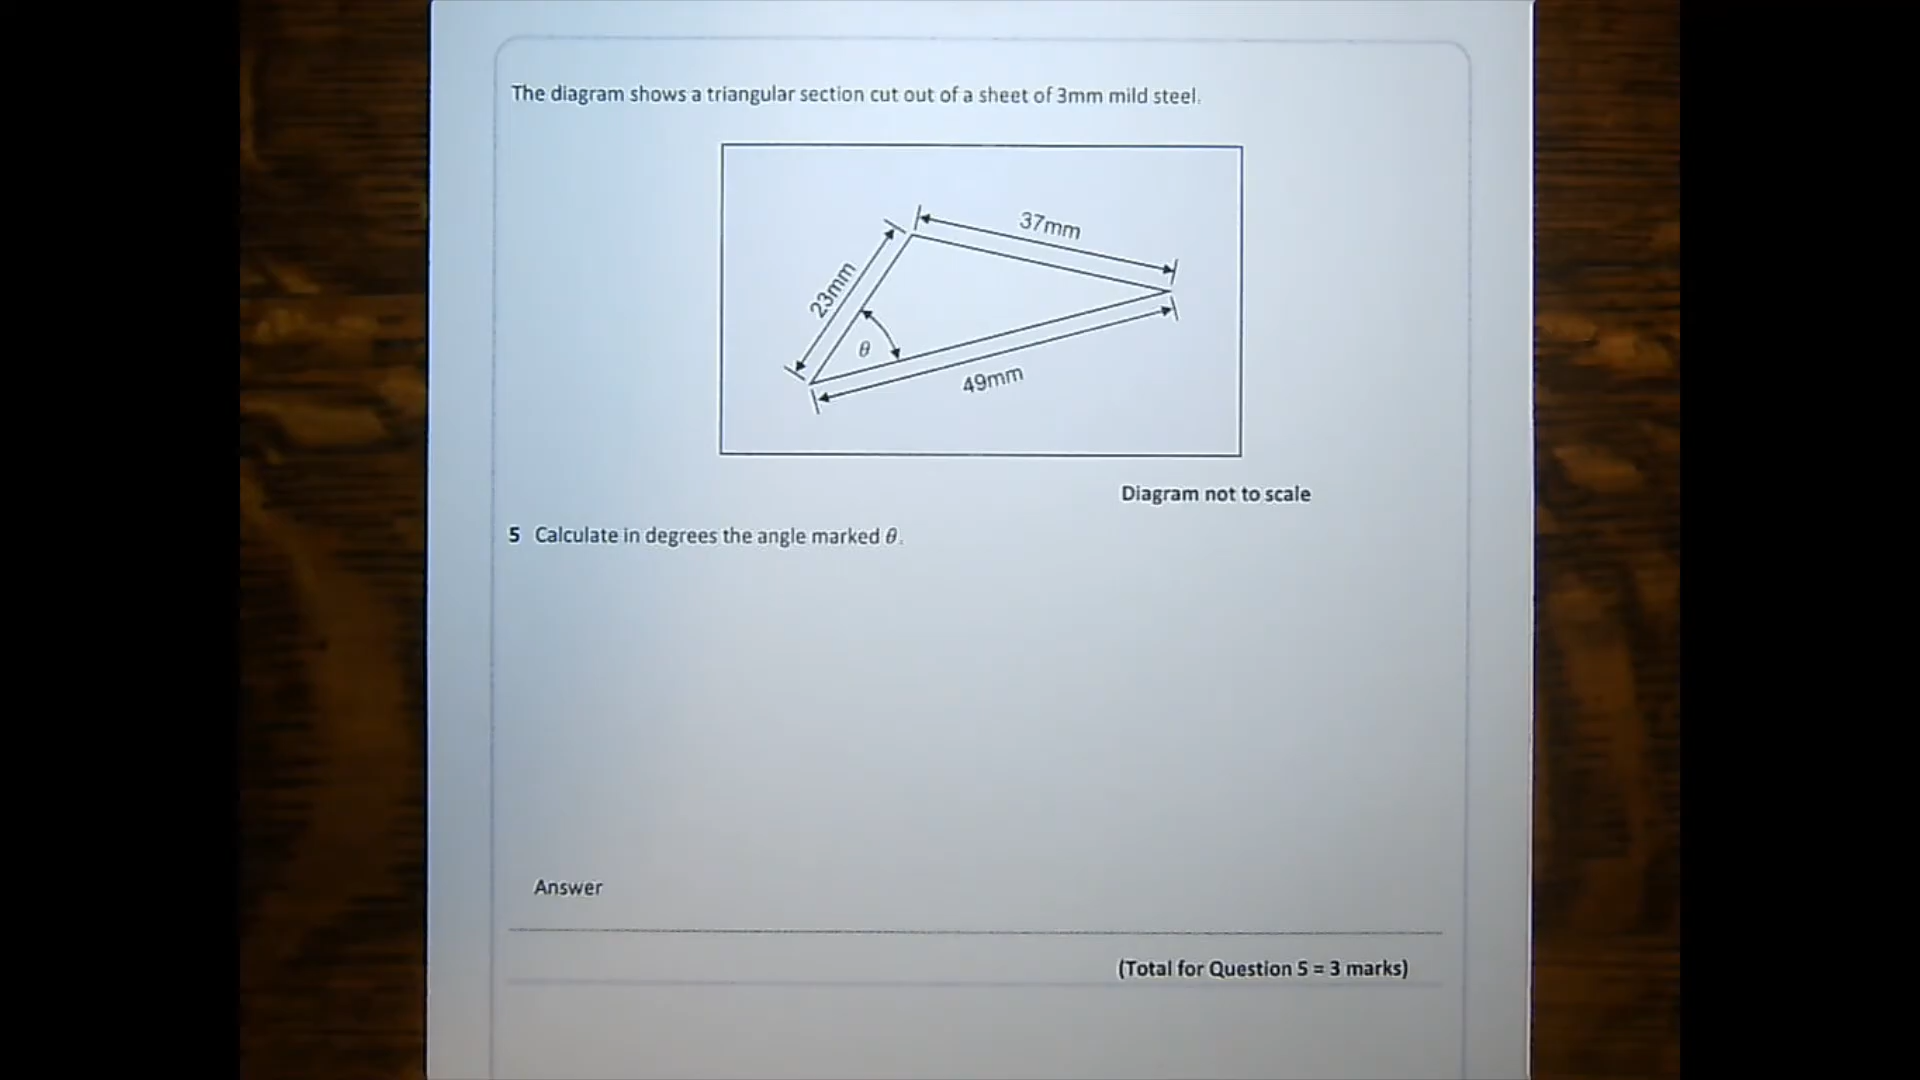 The diagram shows a triangular section cut out of a sheet of 3mm mild steel.
37mm
23mm
θ
49mm
Diagram not to scale
5 Calculate in degrees the angle marked θ.
Answer
(Total for Question 5 = 3 marks)